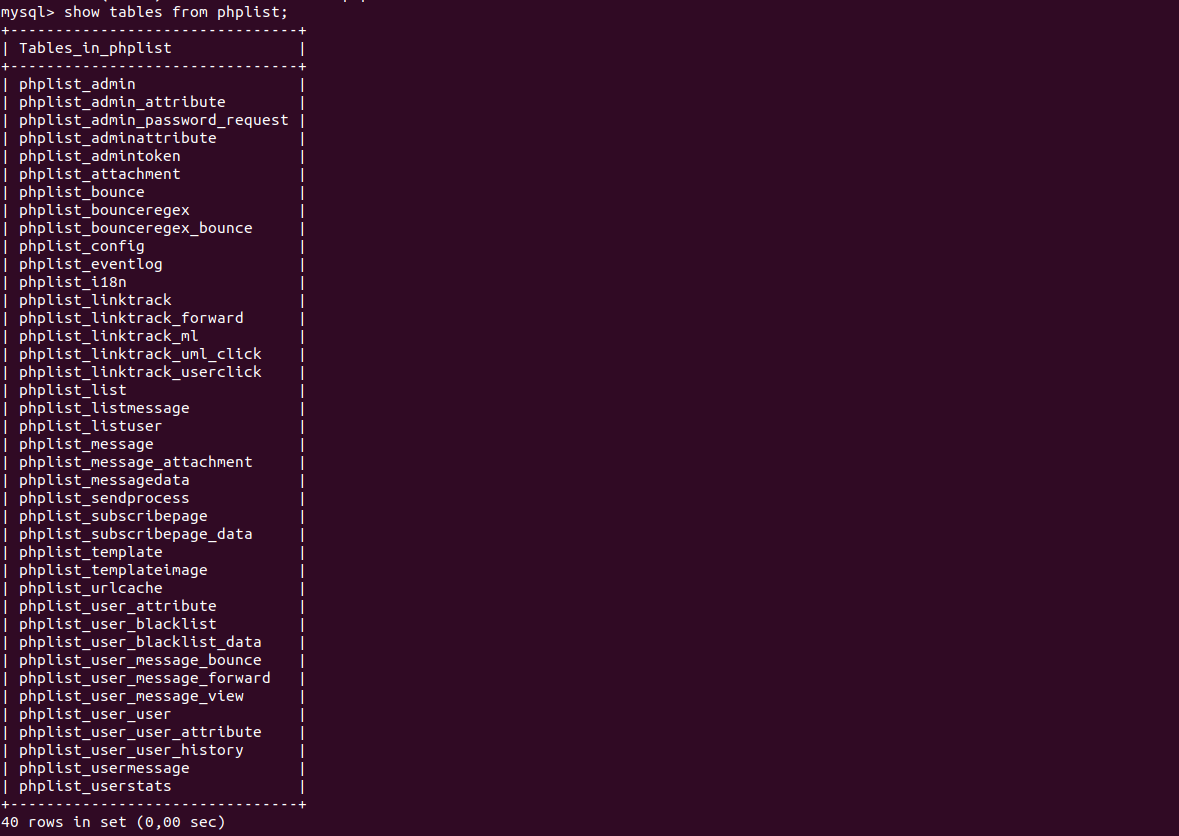 mysql> show tables from phplist;
+--------------------------------+
| Tables_in_phplist              |
+--------------------------------+
| phplist_admin                  |
| phplist_admin_attribute        |
| phplist_admin_password_request |
| phplist_adminattribute         |
| phplist_admintoken             |
| phplist_attachment             |
| phplist_bounce                 |
| phplist_bounceregex            |
| phplist_bounceregex_bounce     |
| phplist_config                 |
| phplist_eventlog               |
| phplist_i18n                   |
| phplist_linktrack              |
| phplist_linktrack_forward      |
| phplist_linktrack_ml           |
| phplist_linktrack_uml_click    |
| phplist_linktrack_userclick    |
| phplist_list                   |
| phplist_listmessage            |
| phplist_listuser               |
| phplist_message                |
| phplist_message_attachment     |
| phplist_messagedata            |
| phplist_sendprocess            |
| phplist_subscribepage          |
| phplist_subscribepage_data     |
| phplist_template               |
| phplist_templateimage          |
| phplist_urlcache               |
| phplist_user_attribute         |
| phplist_user_blacklist         |
| phplist_user_blacklist_data    |
| phplist_user_message_bounce    |
| phplist_user_message_forward   |
| phplist_user_message_view      |
| phplist_user_user              |
| phplist_user_user_attribute    |
| phplist_user_user_history      |
| phplist_usermessage            |
| phplist_userstats              |
+--------------------------------+
40 rows in set (0,00 sec)